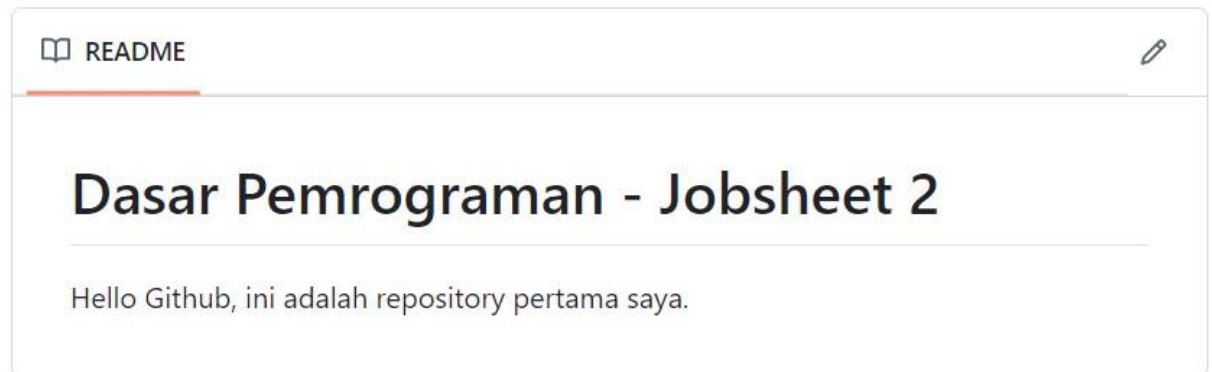 README
Dasar Pemrograman - Jobsheet 2
Hello Github, ini adalah repository pertama saya.